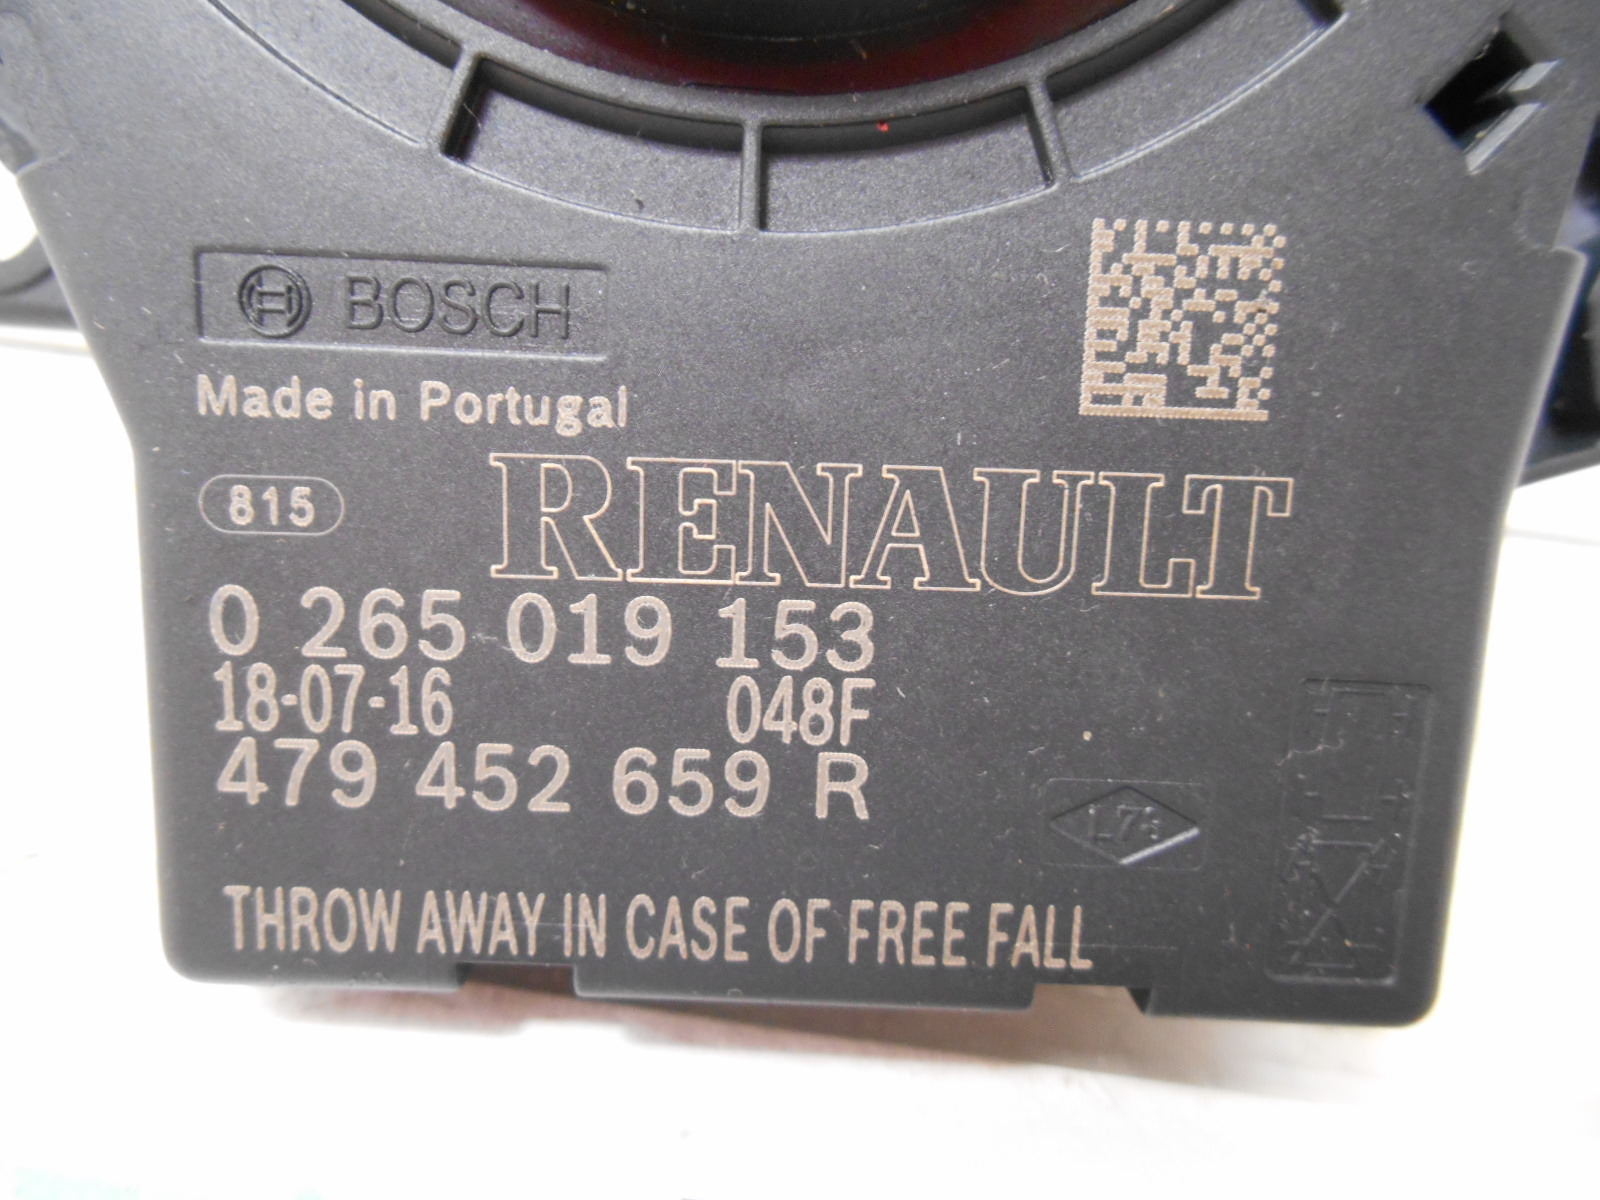 BOSCH
Made in Portugal
815
RENAULT
0 265 019 153
18-07-16 048F
479 452 659 R
THROW AWAY IN CASE OF FREE FALL